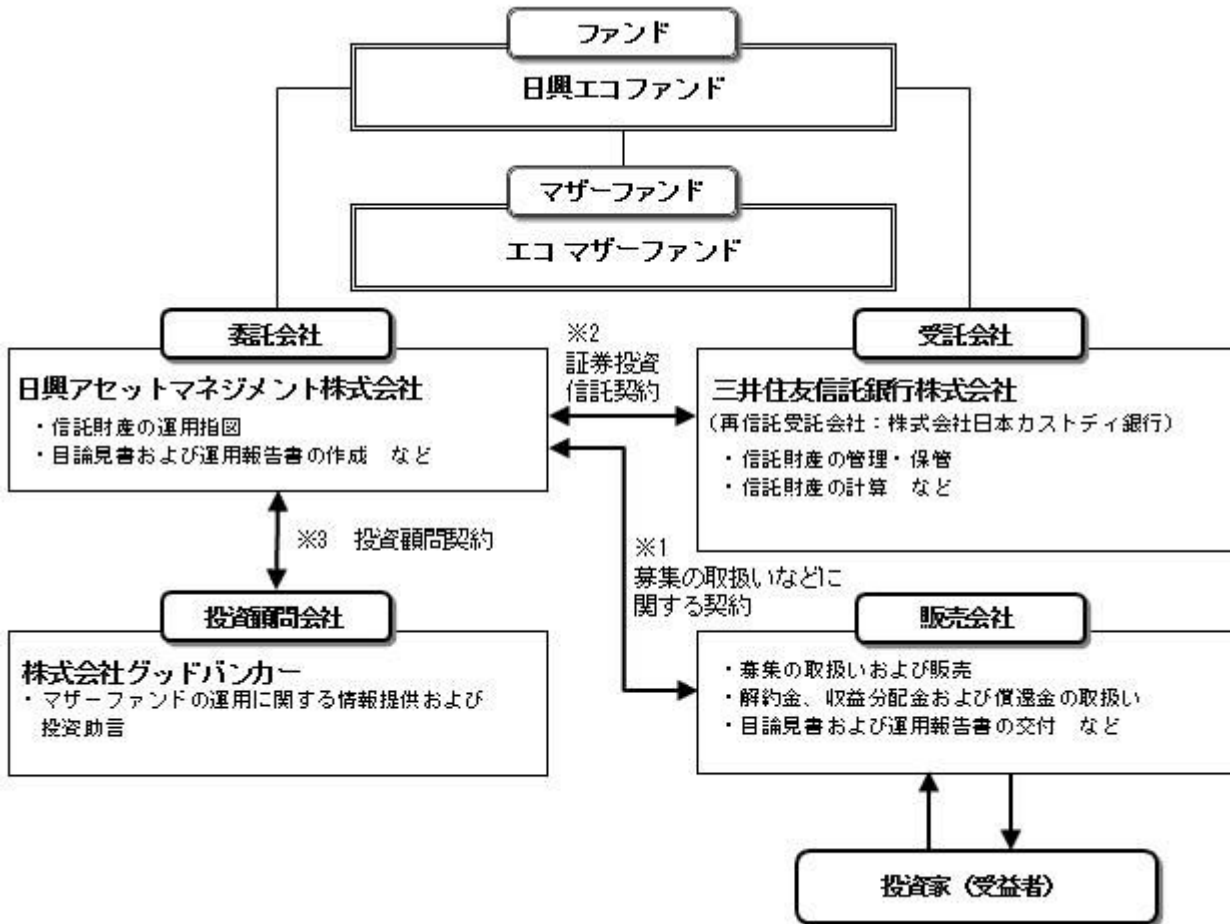 ファンド
日興エコファンド
マザーファンド
エコ マザーファンド
委託会社
日興アセットマネジメント株式会社
・信託財産の運用指図
・目論見書および運用報告書の作成　など
※2
証券投資
信託契約
受託会社
三井住友信託銀行株式会社
(再信託受託会社：株式会社日本カストディ銀行)
・信託財産の管理・保管
・信託財産の計算　など
※3　投資顧問契約
※1
募集の取扱いなどに
関する契約
投資顧問会社
株式会社グッドバンカー
・マザーファンドの運用に関する情報提供および
投資助言
販売会社
・募集の取扱いおよび販売
・解約金、収益分配金および償還金の取扱い
・目論見書および運用報告書の交付　など
投資家（受益者）